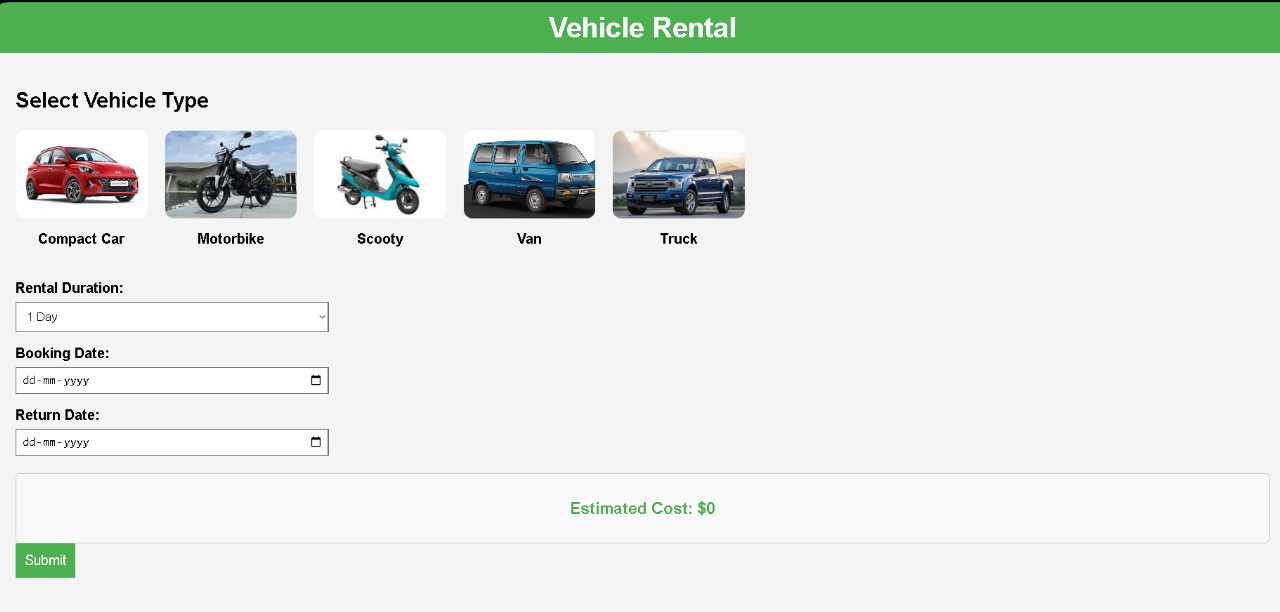 Vehicle Rental
Select Vehicle Type
Compact Car
Motorbike
Scooty
Van
Truck
Rental Duration:
1 Day
Booking Date:
dd-mm-yyyy
Return Date:
dd-mm-yyyy
Estimated Cost: $0
Submit